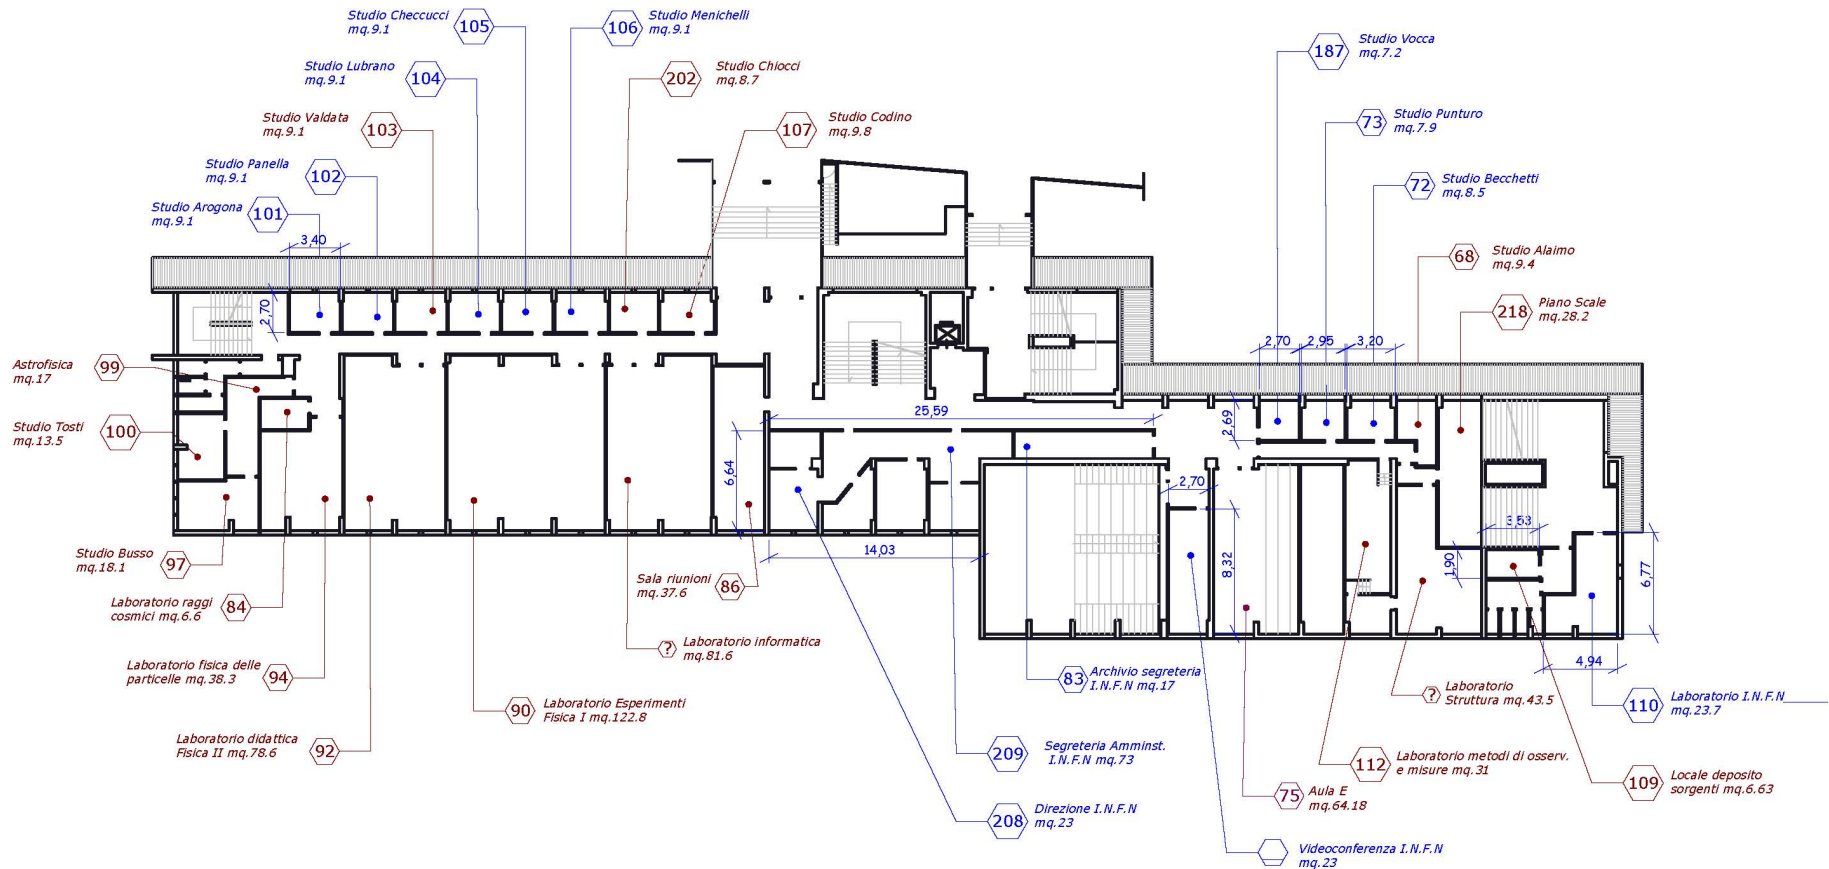 Studio Checcucci
mq.9.1
105
106
Studio Menichelli
mq.9.1
187
Studio Vocca
mq.7.2
Studio Lubrano
mq.9.1
104
202
Studio Chiocci
mq.8.7
Studio Valdata
mq.9.1
103
107
Studio Codino
mq.9.8
73
Studio Punturo
mq.7.9
Studio Panella
mq.9.1
102
72
Studio Becchetti
mq.8.5
Studio Arogona
mq.9.1
101
3,40
68
Studio Alaimo
mq.9.4
2,70
218
Piano Scale
mq.28.2
2,70
2,95
3,20
Astrofisica
mq.17
99
25,59
2,69
Studio Tosti
mq.13.5
100
6,64
2,70
3,53
14,03
8,32
1,90
6,77
Studio Busso
mq.18.1
97
Sala riunioni
mq.37.6
86
Laboratorio raggi
cosmici mq.6.6
84
?
Laboratorio informatica
mq.81.6
Laboratorio fisica delle
particelle mq.38.3
94
83
Archivio segreteria
I.N.F.N mq.17
4,94
?
Laboratorio
Struttura mq.43.5
110
Laboratorio I.N.F.N
mq.23.7
90
Laboratorio Esperimenti
Fisica I mq.122.8
Laboratorio didattica
Fisica II mq.78.6
92
209
Segreteria Amminst.
I.N.F.N mq.73
112
Laboratorio metodi di osserv.
e misure mq.31
109
Locale deposito
sorgenti mq.6.63
75
Aula E
mq.64.18
208
Direzione I.N.F.N
mq.23
Videoconferenza I.N.F.N
mq.23